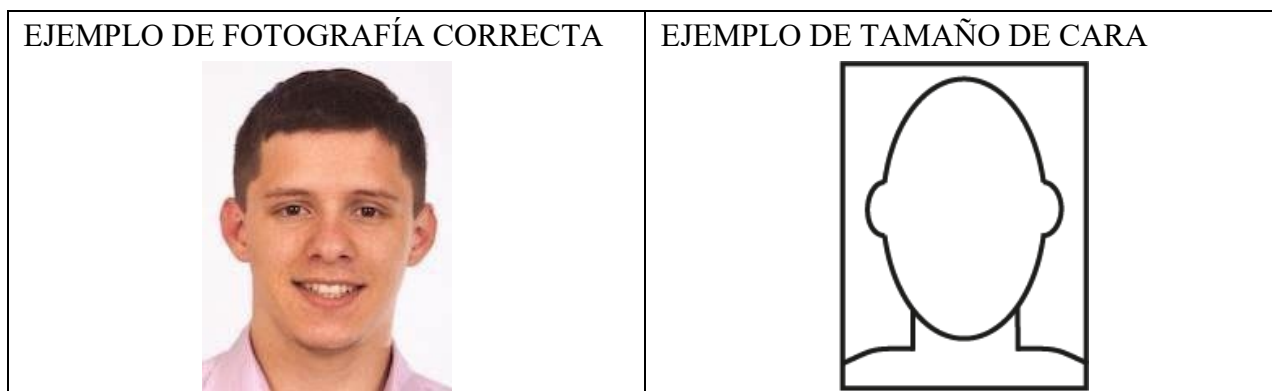 EJEMPLO DE FOTOGRAFÍA CORRECTA
EJEMPLO DE TAMAÑO DE CARA